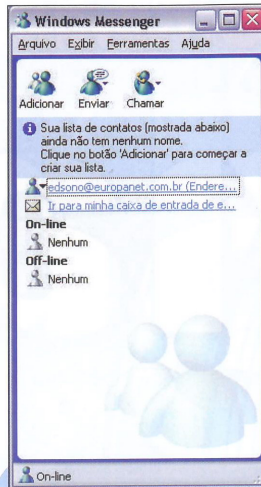 Windows Messenger
Arquivo Exibir Ferramentas Ajuda
Adicionar Enviar Chamar
Sua lista de contatos (mostrada abaixo)
ainda não tem nenhum nome.
Clique no botão 'Adicionar' para começar a
criar sua lista.
edsono@europanet.com.br (Endere...
Ir para minha caixa de entrada de e...
On-line
Nenhum
Off-line
Nenhum
On-line